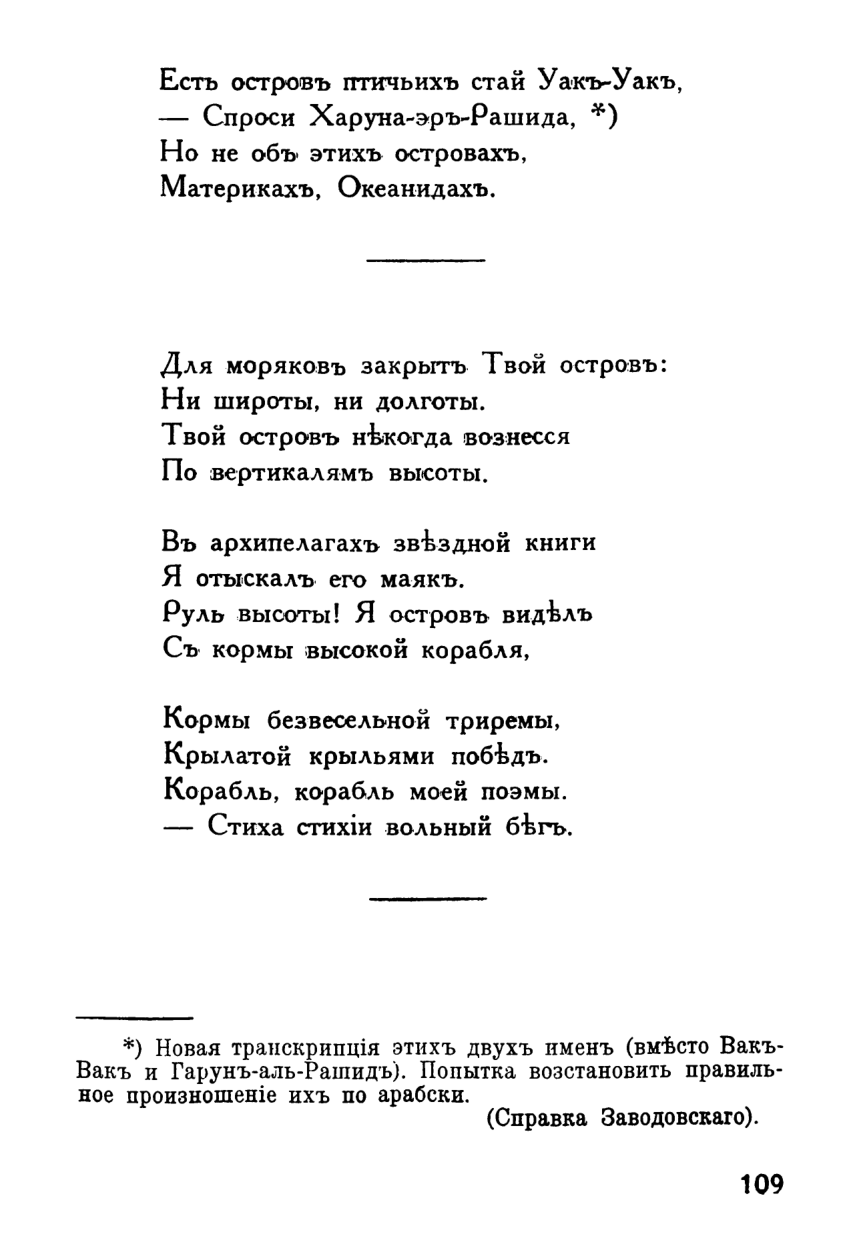 Есть островъ птичьихъ стай Уакъ-Уакъ,
— Спроси Харуна-эръ-Рашида, *)
Но не объ этихъ островахъ,
Материкахъ, Океанидахъ.
Для моряковъ закрытъ Твой островъ:
Ни широты, ни долготы.
Твой островъ нѣкогда вознесся
По вертикалямъ высоты.
Въ архипелагахъ звѣздной книги
Я отыскалъ его маякъ.
Руль высоты! Я островъ видѣлъ
Съ кормы высокой корабля,
Кормы безвесельной триремы,
Крылатой крыльями побѣдъ.
Корабль, корабль моей поэмы.
— Стиха стихіи вольный бѣгъ.
*) Новая транскрипція этихъ двухъ именъ (вмѣсто Вакъ-
Вакъ и Гарунъ-аль-Рашидъ). Попытка возстановить правиль-
ное произношеніе ихъ по арабски.
(Справка Заводовскаго).
109